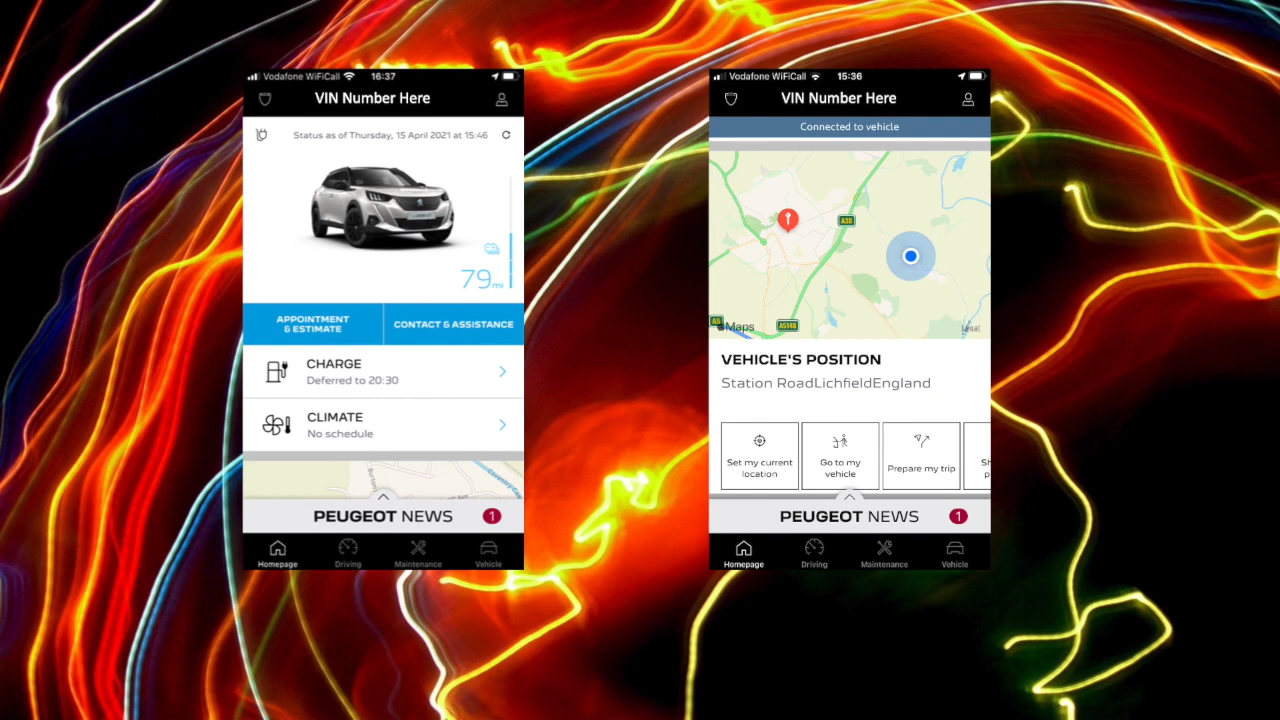 Vodafone WiFiCall 16:37
VIN Number Here
Status as of Thursday, 15 April 2021 at 15:46
79mi
APPOINTMENT
& ESTIMATE
CONTACT & ASSISTANCE
CHARGE
Deferred to 20:30
CLIMATE
No schedule
PEUGEOT NEWS 1
Homepage Driving Maintenance Vehicle
Vodafone WiFiCall 15:36
VIN Number Here
Connected to vehicle
A38
A5
Maps
A5148
Legal
VEHICLE'S POSITION
Station RoadLichfieldEngland
Set my current
location
Go to my
vehicle
Prepare my trip
Sh
p
PEUGEOT NEWS 1
Homepage Driving Maintenance Vehicle